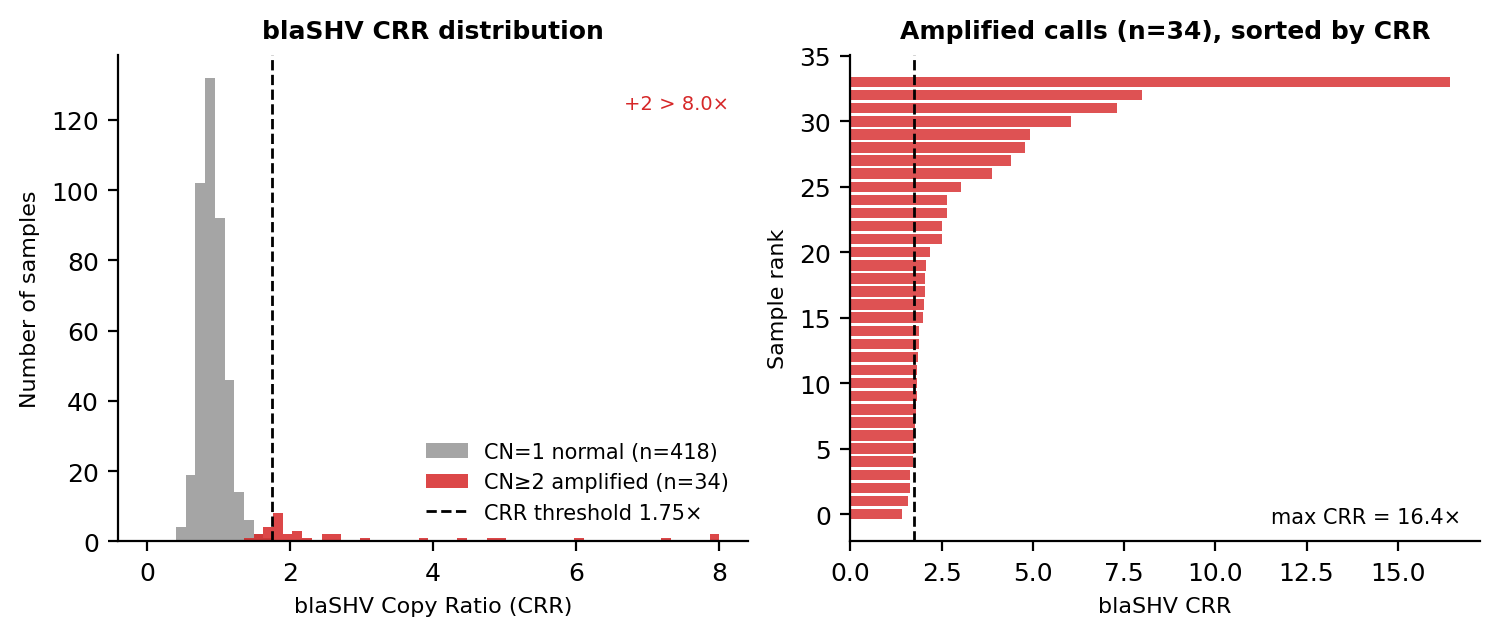 blaSHV CRR distribution
Number of samples
120
100
80
60
40
20
0
+2 > 8.0×
CN=1 normal (n=418)
CN≥2 amplified (n=34)
CRR threshold 1.75×
0 2 4 6 8
blaSHV Copy Ratio (CRR)
Amplified calls (n=34), sorted by CRR
Sample rank
35
30
25
20
15
10
5
0
max CRR = 16.4×
0.0 2.5 5.0 7.5 10.0 12.5 15.0
blaSHV CRR